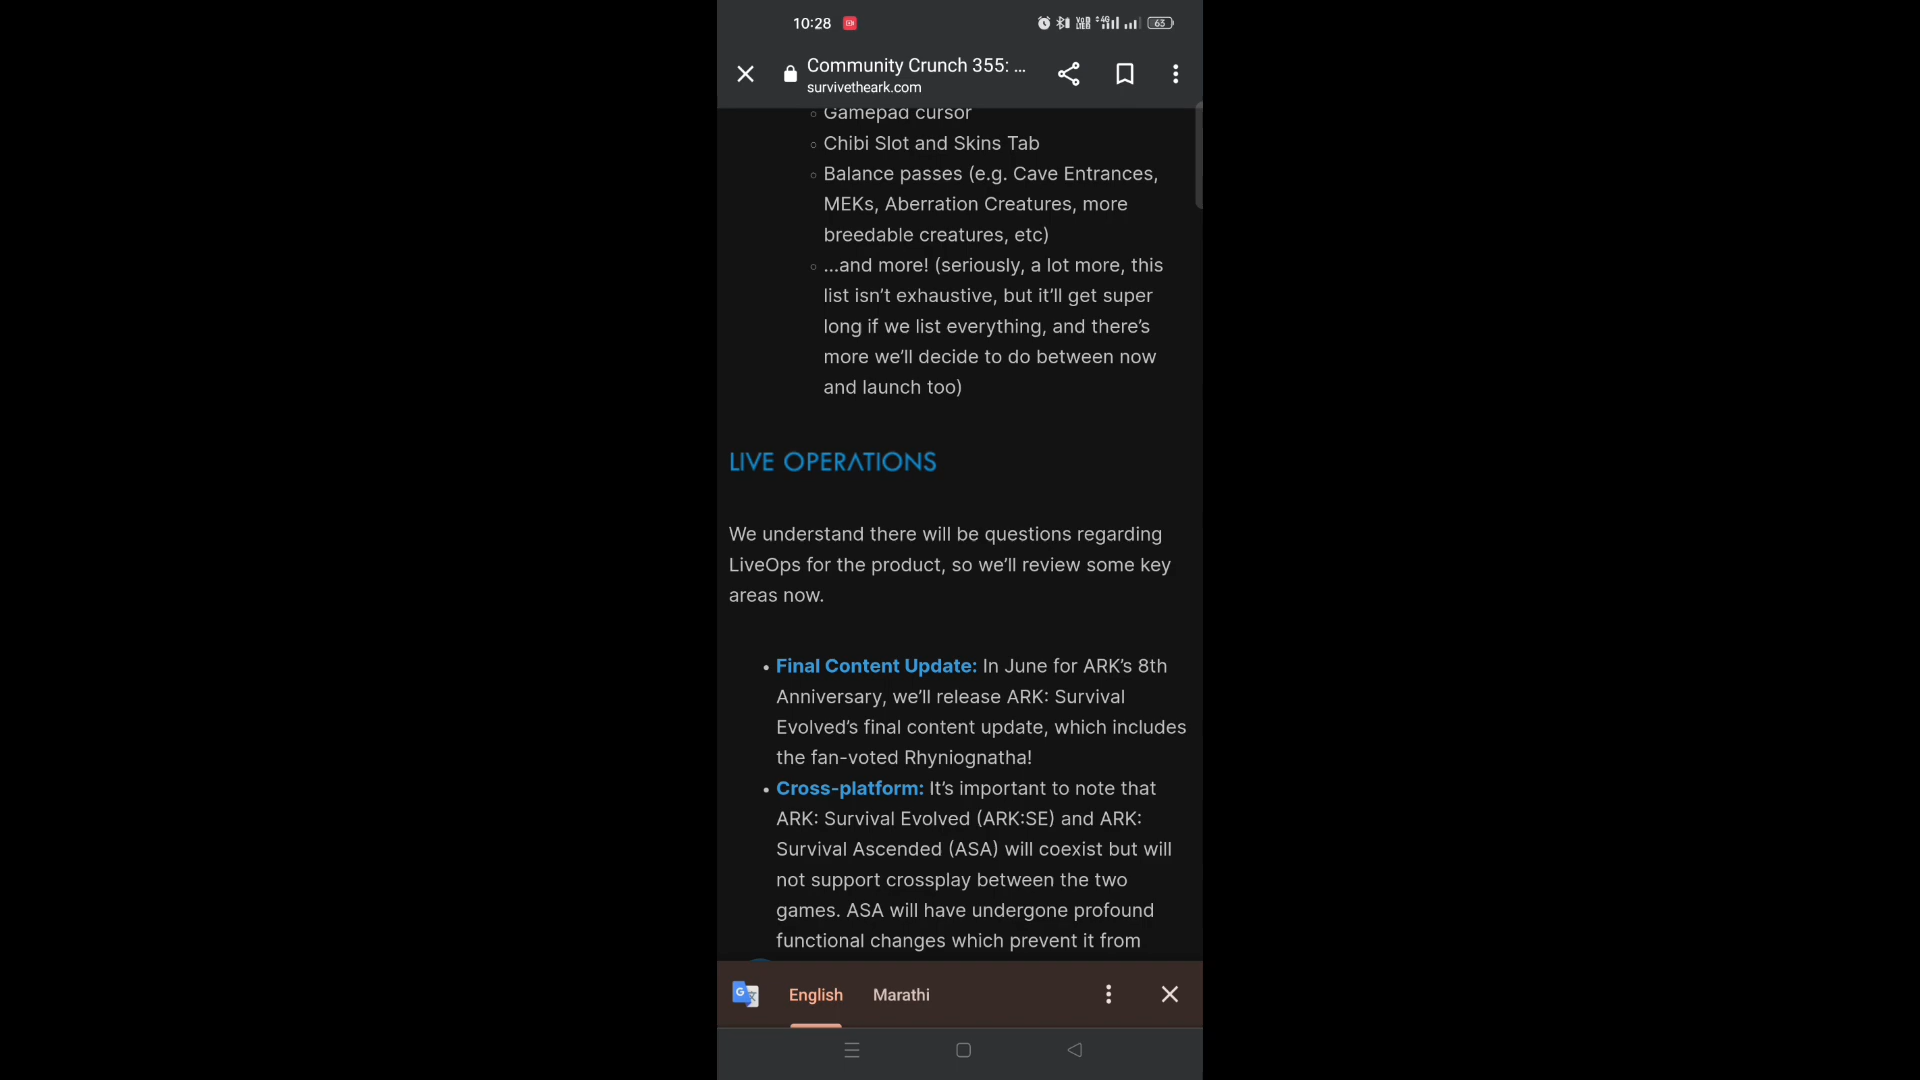 10:28
63
Community Crunch 355: ...
survivetheark.com
Gamepad cursor
Chibi Slot and Skins Tab
Balance passes (e.g. Cave Entrances,
MEKs, Aberration Creatures, more
breedable creatures, etc)
...and more! (seriously, a lot more, this
list isn’t exhaustive, but it’ll get super
long if we list everything, and there’s
more we’ll decide to do between now
and launch too)
LIVE OPERATIONS
We understand there will be questions regarding
LiveOps for the product, so we’ll review some key
areas now.
Final Content Update: In June for ARK’s 8th
Anniversary, we’ll release ARK: Survival
Evolved’s final content update, which includes
the fan-voted Rhyniognatha!
Cross-platform: It’s important to note that
ARK: Survival Evolved (ARK:SE) and ARK:
Survival Ascended (ASA) will coexist but will
not support crossplay between the two
games. ASA will have undergone profound
functional changes which prevent it from
English Marathi